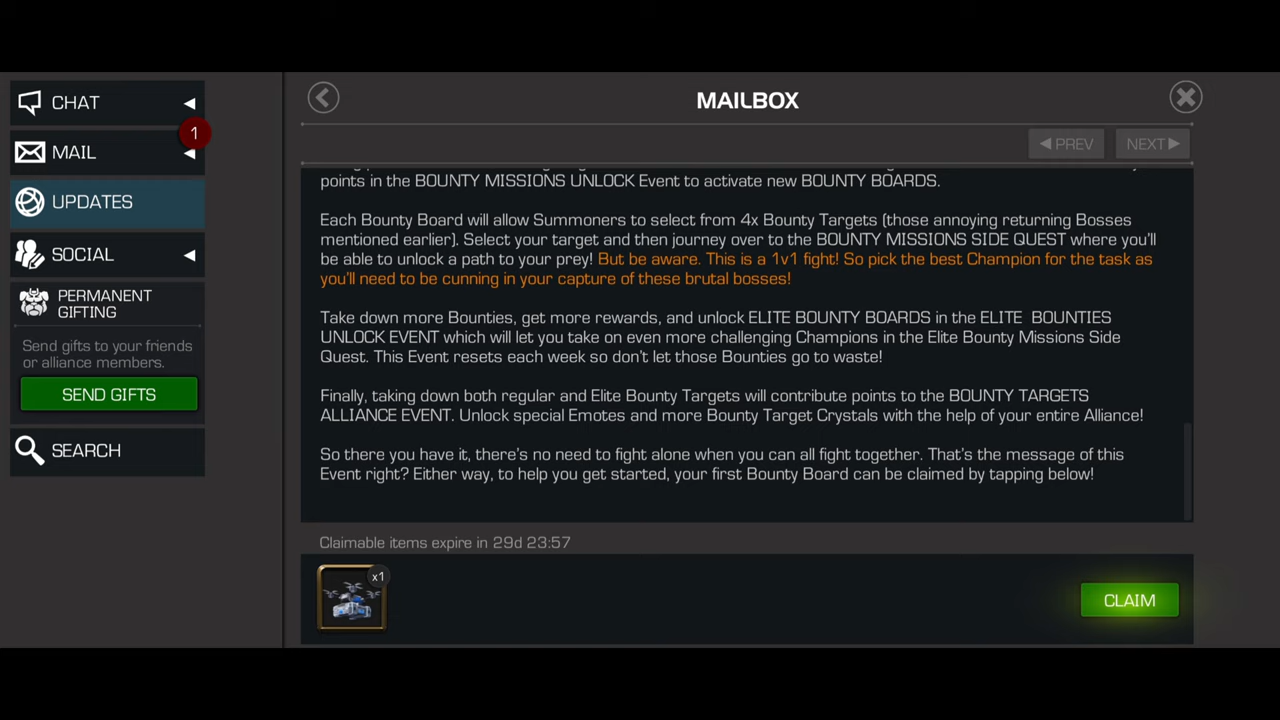 CHAT
1
MAIL
UPDATES
SOCIAL
PERMANENT
GIFTING
Send gifts to your friends
or alliance members.
SEND GIFTS
SEARCH
MAILBOX
PREV
NEXT
points in the BOUNTY MISSIONS UNLOCK Event to activate new BOUNTY BOARDS.
Each Bounty Board will allow Summoners to select from 4x Bounty Targets (those annoying returning Bosses
mentioned earlier). Select your target and then journey over to the BOUNTY MISSIONS SIDE QUEST where you'll
be able to unlock a path to your prey! But be aware. This is a 1v1 fight! So pick the best Champion for the task as
you'll need to be cunning in your capture of these brutal bosses!
Take down more Bounties, get more rewards, and unlock ELITE BOUNTY BOARDS in the ELITE BOUNTIES
UNLOCK EVENT which will let you take on even more challenging Champions in the Elite Bounty Missions Side
Quest. This Event resets each week so don't let those Bounties go to waste!
Finally, taking down both regular and Elite Bounty Targets will contribute points to the BOUNTY TARGETS
ALLIANCE EVENT. Unlock special Emotes and more Bounty Target Crystals with the help of your entire Alliance!
So there you have it, there's no need to fight alone when you can all fight together. That's the message of this
Event right? Either way, to help you get started, your first Bounty Board can be claimed by tapping below!
Claimable items expire in 29d 23:57
x1
CLAIM